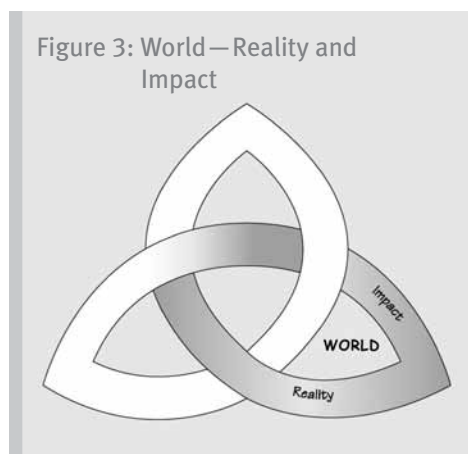 Figure 3: World—Reality and
Impact
Impact
WORLD
Reality